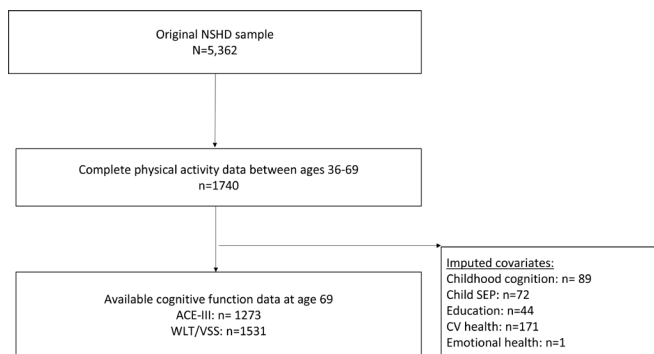 Original NSHD sample
N=5,362
Complete physical activity data between ages 36-69
n=1740
Available cognitive function data at age 69
ACE-III: n= 1273
WLT/VSS: n=1531
Imputed covariates:
Childhood cognition: n= 89
Child SEP: n=72
Education: n=44
CV health: n=171
Emotional health: n=1